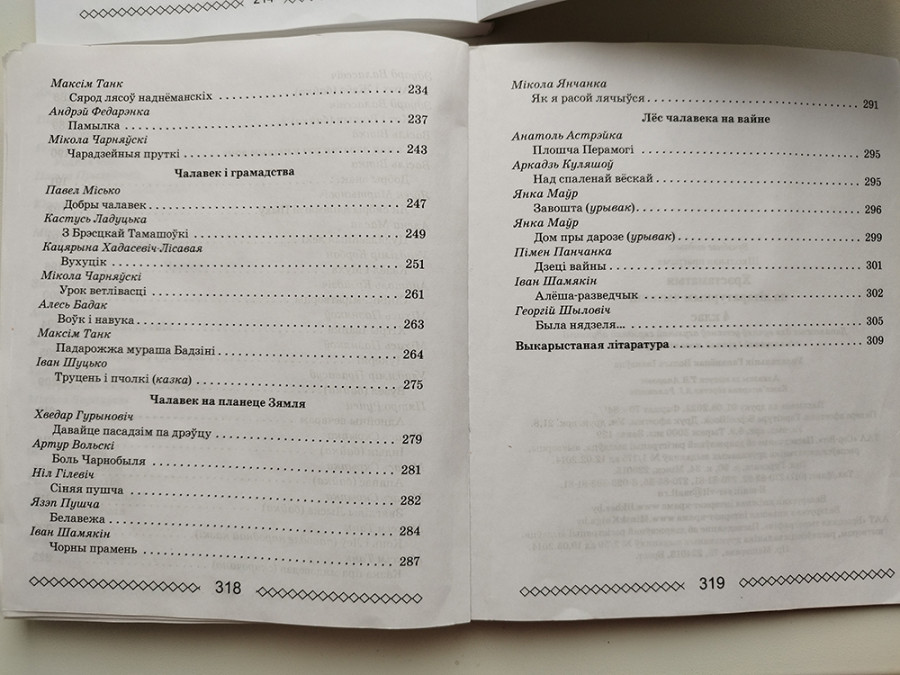 214
Максім Танк
Сярод лясоў наднёманскіх 234
Андрэй Федарэнка
Памылка 237
Мікола Чарняўскі
Чарадзейныя пруткі 243
Чалавек і грамадства
Павел Місько
Добры чалавек 247
Кастусь Ладуцька
З Брэсцкай Тамашоўкі 249
Кацярына Хадасевіч-Лісавая
Вухуцік 251
Мікола Чарняўскі
Урок ветлівасці 261
Алесь Бадак
Воўк і навука 263
Максім Танк
Падарожжа мураша Бадзіні 264
Іван Шуцько
Труцень і пчолкі (казка) 275
Чалавек на планеце Зямля
Хведар Гурыновіч
Давайце пасадзім па дрэўцу 279
Артур Вольскі
Боль Чарнобыля 281
Ніл Гілевіч
Сіняя пушча 282
Язэп Пушча
Белавежа 284
Іван Шамякін
Чорны прамень 287
318
Мікола Янчанка
Як я расой лячыўся 291
Лёс чалавека на вайне
Анатоль Астрэйка
Плошча Перамогі 295
Аркадзь Куляшоў
Над спаленай вёскай 295
Янка Маўр
Завошта (урывак) 296
Янка Маўр
Дом пры дарозе (урывак) 299
Пімен Панчанка
Дзеці вайны 301
Іван Шамякін
Алёша-разведчык 302
Георгій Шыловіч
Была нядзеля... 305
Выкарыстаная літаратура 309
319